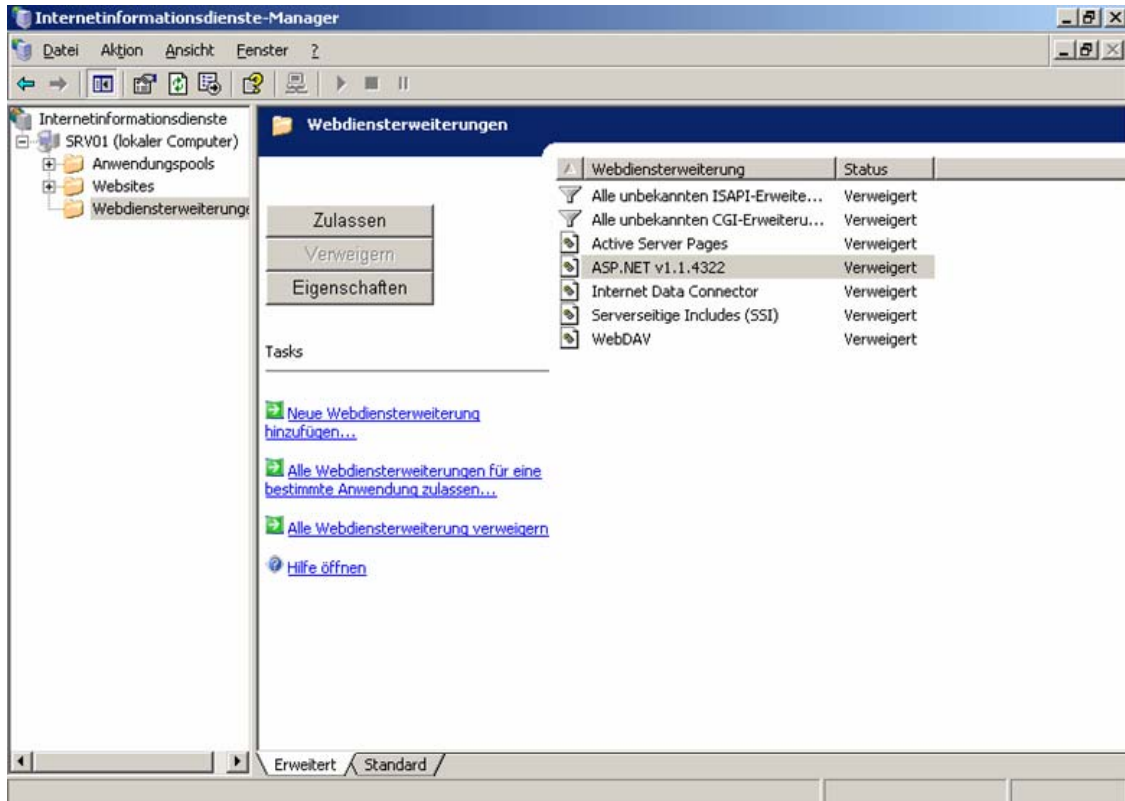 Internetinformationsdienste-Manager
Datei Aktion Ansicht Fenster ?
Internetinformationsdienste
SRV01 (lokaler Computer)
Anwendungspools
Websites
Webdiensterweiterunge
Webdiensterweiterungen
Zulassen
Verweigern
Eigenschaften
Tasks
Neue Webdiensterweiterung
hinzufügen...
Alle Webdiensterweiterungen für eine
bestimmte Anwendung zulassen...
Alle Webdiensterweiterung verweigern
Hilfe öffnen
Webdiensterweiterung Status
Alle unbekannten ISAPI-Erweite... Verweigert
Alle unbekannten CGI-Erweiteru... Verweigert
Active Server Pages Verweigert
ASP.NET v1.1.4322 Verweigert
Internet Data Connector Verweigert
Serverseitige Includes (SSI) Verweigert
WebDAV Verweigert
Erweitert Standard